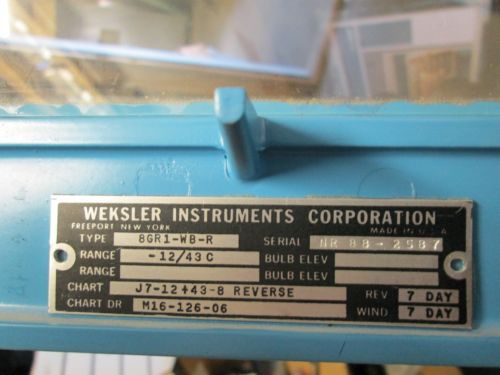 WEKSLER INSTRUMENTS CORPORATION
FREEPORT NEW YORK MADE IN U.S.A
TYPE 8GR1-WB-R SERIAL NR 88-2587
RANGE -12/43C BULB ELEV
RANGE BULB ELEV
CHART J7-12+43-8 REVERSE REV 7 DAY
CHART DR M16-126-06 WIND 7 DAY